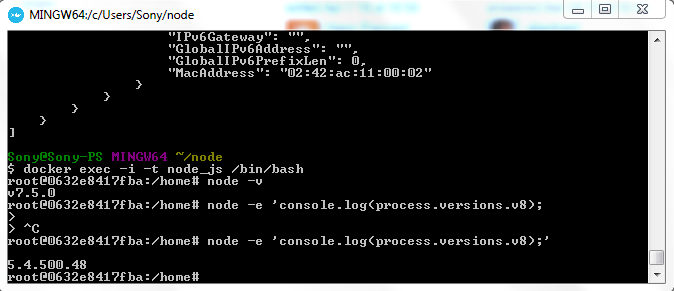 MINGW64:/c/Users/Sony/node
"IPv6Gateway": "",
"GlobalIPv6Address": "",
"GlobalIPv6PrefixLen": 0,
"MacAddress": "02:42:ac:11:00:02"
}
}
}
}
]
Sony@Sony-PS MINGW64 ~/node
$ docker exec -i -t node_js /bin/bash
root@0632e8417fba:/home# node -v
v7.5.0
root@0632e8417fba:/home# node -e 'console.log(process.versions.v8);
>
> ^C
root@0632e8417fba:/home# node -e 'console.log(process.versions.v8);'
5.4.500.48
root@0632e8417fba:/home#